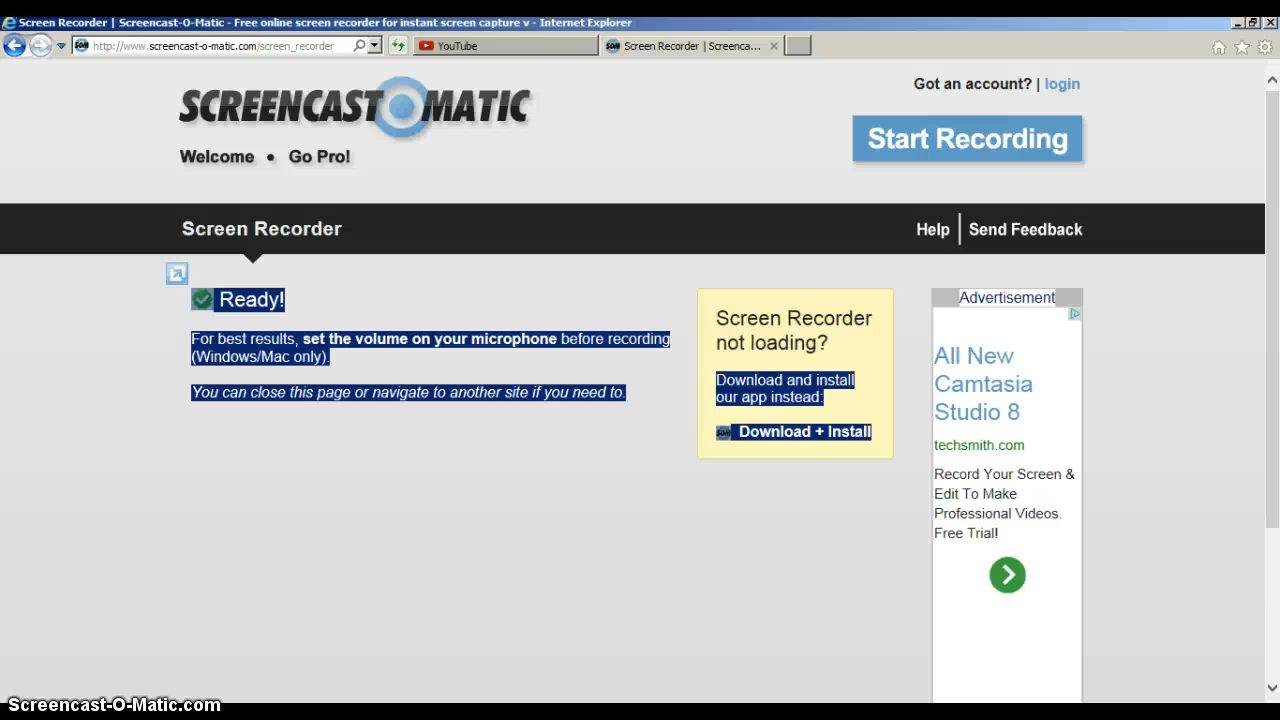 Screen Recorder | Screencast-O-Matic - Free online screen recorder for instant screen capture v - Internet Explorer
http://www.screencast-o-matic.com/screen_recorder
YouTube
Screen Recorder | Screenca...
SCREENCAST O MATIC
Got an account? | login
Start Recording
Welcome • Go Pro!
Screen Recorder
Help
Send Feedback
Ready!
For best results, set the volume on your microphone before recording
(Windows/Mac only).
You can close this page or navigate to another site if you need to.
Screen Recorder
not loading?
Download and install
our app instead:
SOM Download + Install
Advertisement
All New
Camtasia
Studio 8
techsmith.com
Record Your Screen &
Edit To Make
Professional Videos.
Free Trial!
Screencast-O-Matic.com